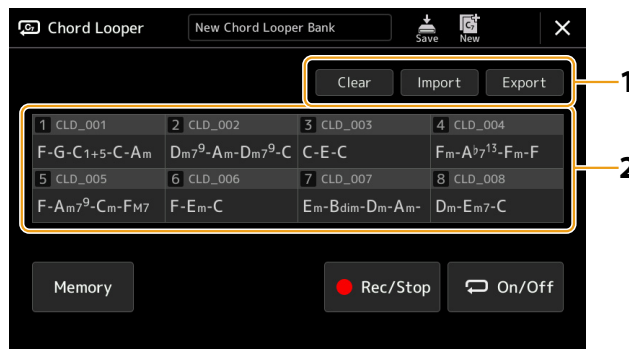 Chord Looper New Chord Looper Bank Save New
Clear Import Export 1
1 CLD_001 2 CLD_002 3 CLD_003 4 CLD_004
F-G-C1+5-C-Am Dm7⁹-Am-Dm7⁹-C C-E-C Fm-A♭7¹³-Fm-F
2
5 CLD_005 6 CLD_006 7 CLD_007 8 CLD_008
F-Am7⁹-Cm-FM7 F-Em-C Em-Bdim-Dm-Am- Dm-Em7-C
Memory Rec/Stop On/Off